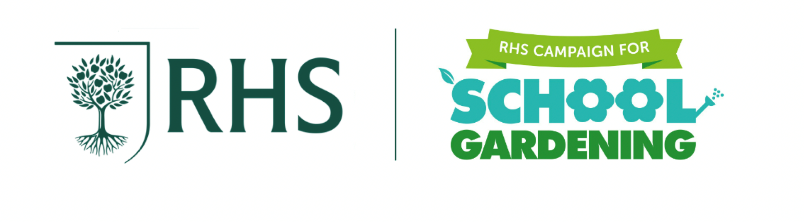 RHS
RHS CAMPAIGN FOR
SCHOOL
GARDENING